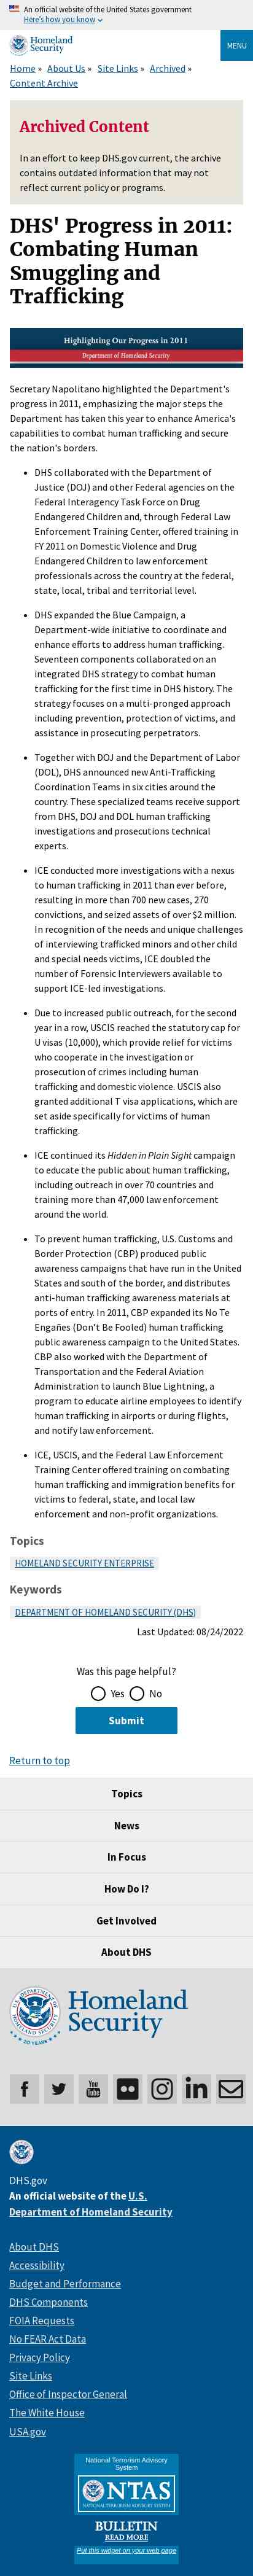 An official website of the United States government
Here's how you know
Homeland
Security
MENU
Home » About Us » Site Links » Archived »
Content Archive
Archived Content
In an effort to keep DHS.gov current, the archive
contains outdated information that may not
reflect current policy or programs.
DHS' Progress in 2011:
Combating Human
Smuggling and
Trafficking
Highlighting Our Progress in 2011
Department of Homeland Security
Secretary Napolitano highlighted the Department's
progress in 2011, emphasizing the major steps the
Department has taken this year to enhance America's
capabilities to combat human trafficking and secure
the nation's borders.
• DHS collaborated with the Department of
Justice (DOJ) and other Federal agencies on the
Federal Interagency Task Force on Drug
Endangered Children and, through Federal Law
Enforcement Training Center, offered training in
FY 2011 on Domestic Violence and Drug
Endangered Children to law enforcement
professionals across the country at the federal,
state, local, tribal and territorial level.
• DHS expanded the Blue Campaign, a
Department-wide initiative to coordinate and
enhance efforts to address human trafficking.
Seventeen components collaborated on an
integrated DHS strategy to combat human
trafficking for the first time in DHS history. The
strategy focuses on a multi-pronged approach
including prevention, protection of victims, and
assistance in prosecuting perpetrators.
• Together with DOJ and the Department of Labor
(DOL), DHS announced new Anti-Trafficking
Coordination Teams in six cities around the
country. These specialized teams receive support
from DHS, DOJ and DOL human trafficking
investigations and prosecutions technical
experts.
• ICE conducted more investigations with a nexus
to human trafficking in 2011 than ever before,
resulting in more than 700 new cases, 270
convictions, and seized assets of over $2 million.
In recognition of the needs and unique challenges
of interviewing trafficked minors and other child
and special needs victims, ICE doubled the
number of Forensic Interviewers available to
support ICE-led investigations.
• Due to increased public outreach, for the second
year in a row, USCIS reached the statutory cap for
U visas (10,000), which provide relief for victims
who cooperate in the investigation or
prosecution of crimes including human
trafficking and domestic violence. USCIS also
granted additional T visa applications, which are
set aside specifically for victims of human
trafficking.
• ICE continued its Hidden in Plain Sight campaign
to educate the public about human trafficking,
including outreach in over 70 countries and
training more than 47,000 law enforcement
around the world.
• To prevent human trafficking, U.S. Customs and
Border Protection (CBP) produced public
awareness campaigns that have run in the United
States and south of the border, and distributes
anti-human trafficking awareness materials at
ports of entry. In 2011, CBP expanded its No Te
Engañes (Don't Be Fooled) human trafficking
public awareness campaign to the United States.
CBP also worked with the Department of
Transportation and the Federal Aviation
Administration to launch Blue Lightning, a
program to educate airline employees to identify
human trafficking in airports or during flights,
and notify law enforcement.
• ICE, USCIS, and the Federal Law Enforcement
Training Center offered training on combating
human trafficking and immigration benefits for
victims to federal, state, and local law
enforcement and non-profit organizations.
Topics
HOMELAND SECURITY ENTERPRISE
Keywords
DEPARTMENT OF HOMELAND SECURITY (DHS)
Last Updated: 08/24/2022
Was this page helpful?
Yes No
Submit
Return to top
Topics
News
In Focus
How Do I?
Get Involved
About DHS
Homeland
Security
20 YEARS
You
Tube
DHS.gov
An official website of the U.S.
Department of Homeland Security
About DHS
Accessibility
Budget and Performance
DHS Components
FOIA Requests
No FEAR Act Data
Privacy Policy
Site Links
Office of Inspector General
The White House
USA.gov
National Terrorism Advisory
System
NTAS
NATIONAL TERRORISM ADVISORY SYSTEM
BULLETIN
READ MORE
Put this widget on your web page